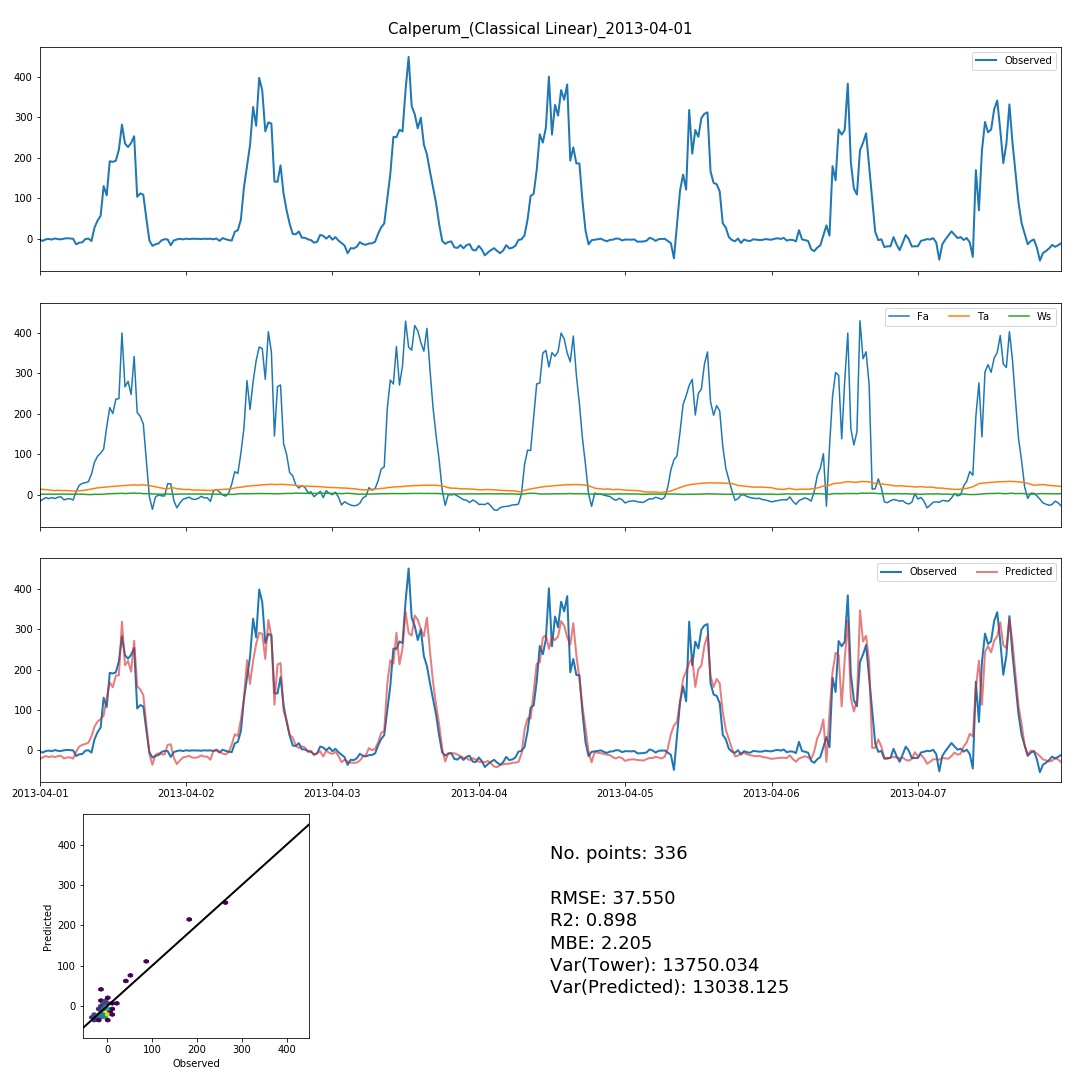 Calperum_(Classical Linear)_2013-04-01
Observed
400
300
200
100
0
Fa Ta Ws
400
300
200
100
0
Observed Predicted
400
300
200
100
0
2013-04-01 2013-04-02 2013-04-03 2013-04-04 2013-04-05 2013-04-06 2013-04-07
400
300
200
100
0
Predicted
0 100 200 300 400
Observed
No. points: 336
RMSE: 37.550
R2: 0.898
MBE: 2.205
Var(Tower): 13750.034
Var(Predicted): 13038.125